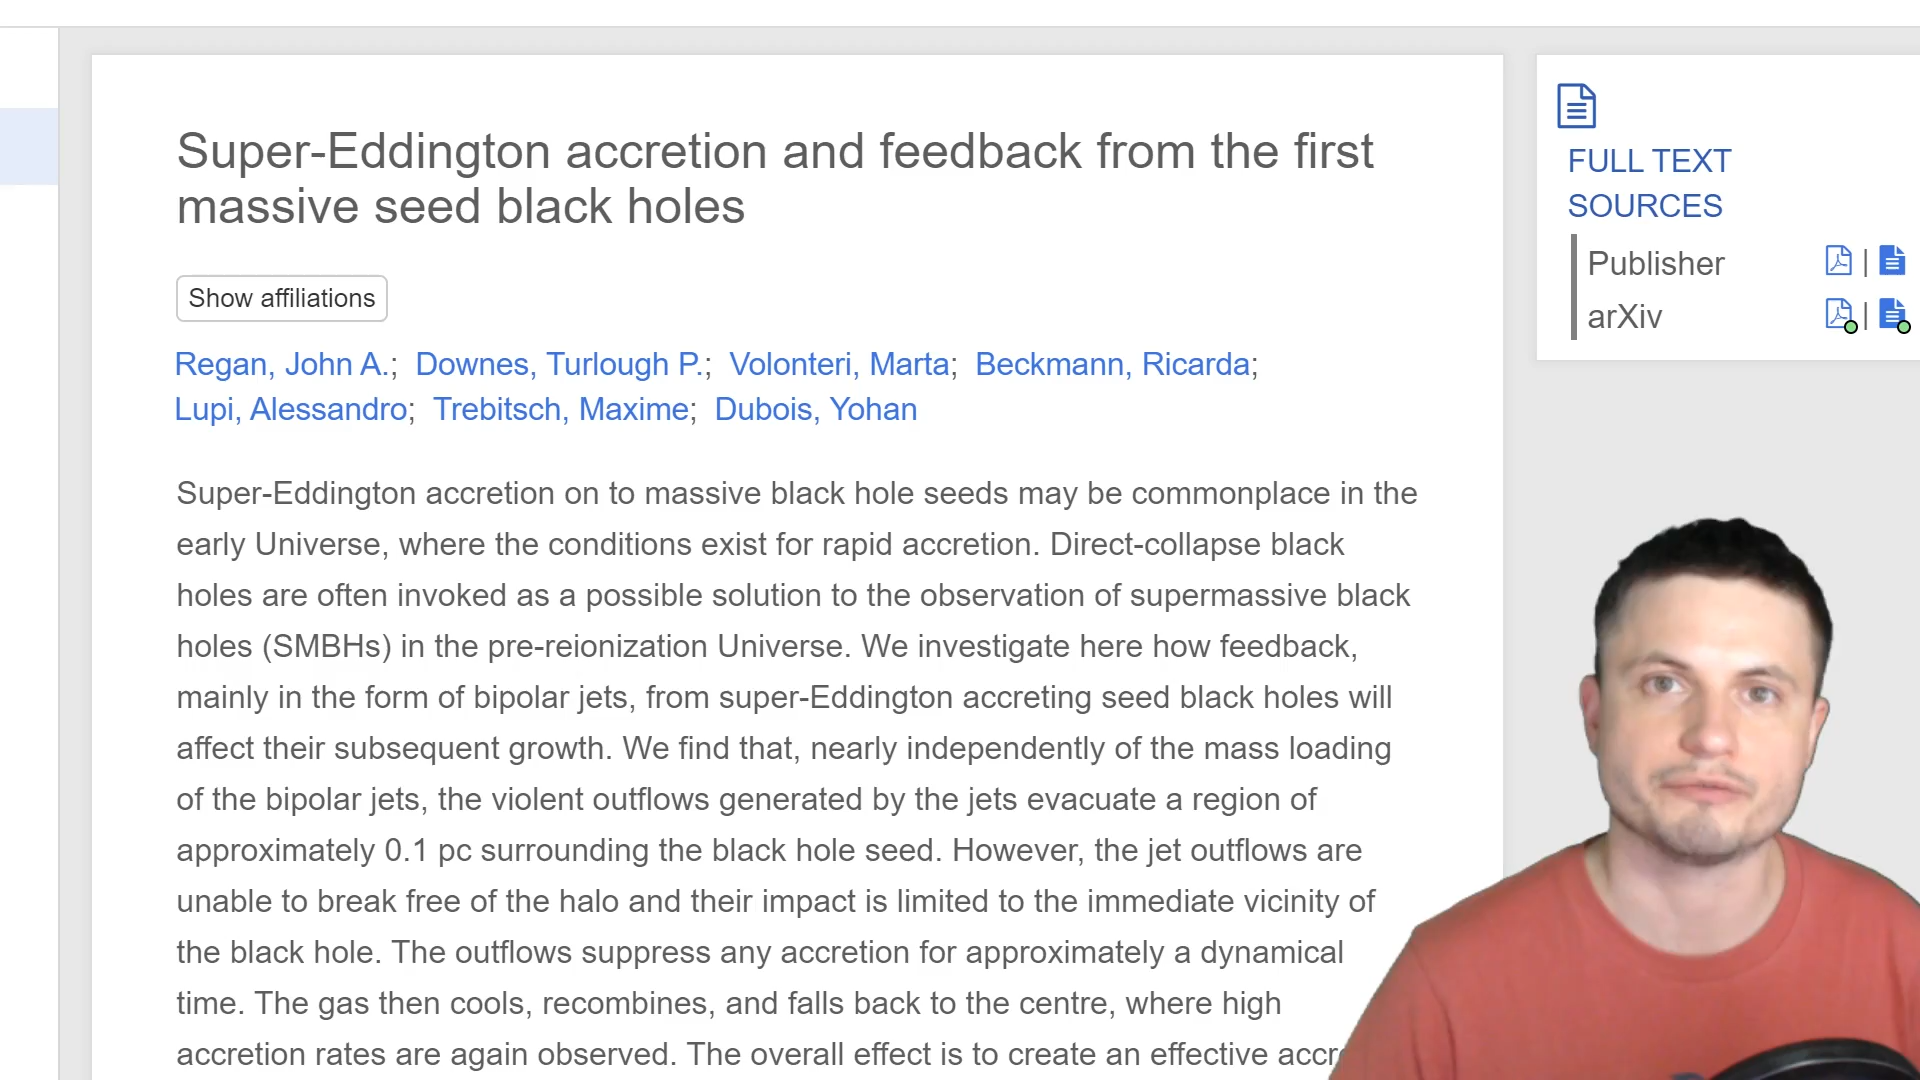 Super-Eddington accretion and feedback from the first
massive seed black holes
Show affiliations
Regan, John A.; Downes, Turlough P.; Volonteri, Marta; Beckmann, Ricarda;
Lupi, Alessandro; Trebitsch, Maxime; Dubois, Yohan
Super-Eddington accretion on to massive black hole seeds may be commonplace in the
early Universe, where the conditions exist for rapid accretion. Direct-collapse black
holes are often invoked as a possible solution to the observation of supermassive black
holes (SMBHs) in the pre-reionization Universe. We investigate here how feedback,
mainly in the form of bipolar jets, from super-Eddington accreting seed black holes will
affect their subsequent growth. We find that, nearly independently of the mass loading
of the bipolar jets, the violent outflows generated by the jets evacuate a region of
approximately 0.1 pc surrounding the black hole seed. However, the jet outflows are
unable to break free of the halo and their impact is limited to the immediate vicinity of
the black hole. The outflows suppress any accretion for approximately a dynamical
time. The gas then cools, recombines, and falls back to the centre, where high
accretion rates are again observed. The overall effect is to create an effective
FULL TEXT
SOURCES
Publisher |
arXiv |